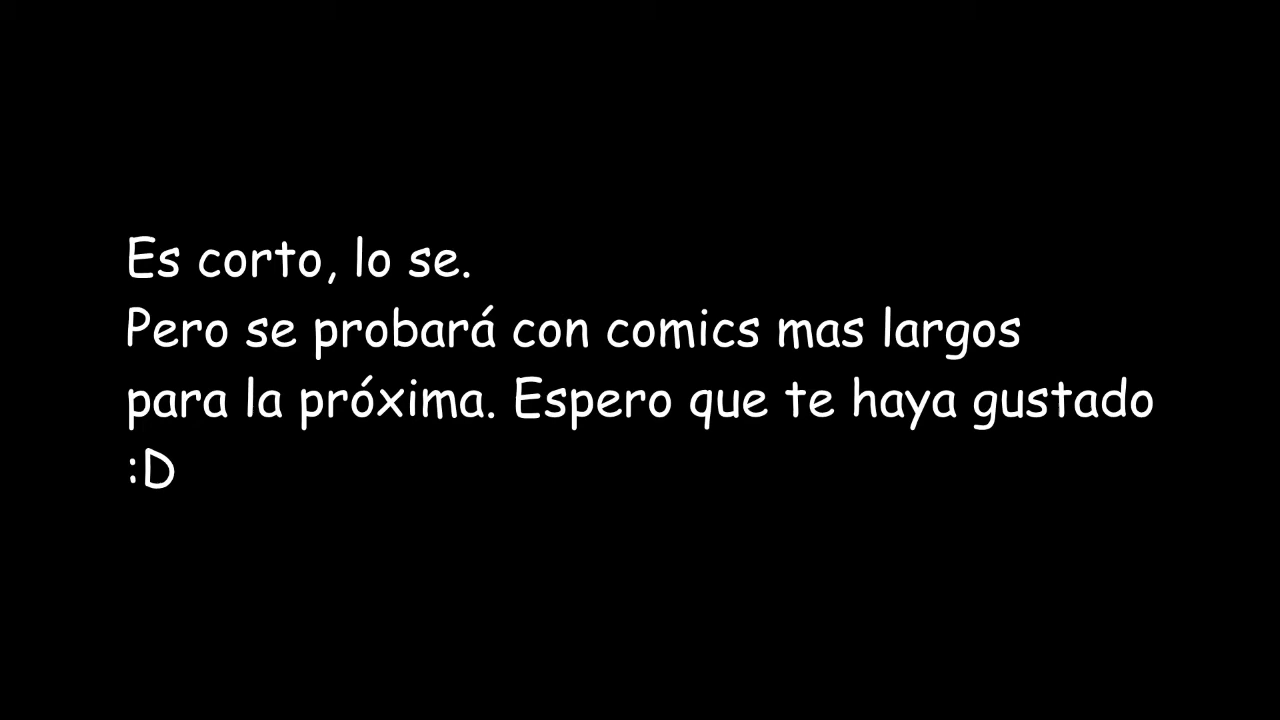 Es corto, lo se.
Pero se probará con comics mas largos
para la próxima. Espero que te haya gustado
:D